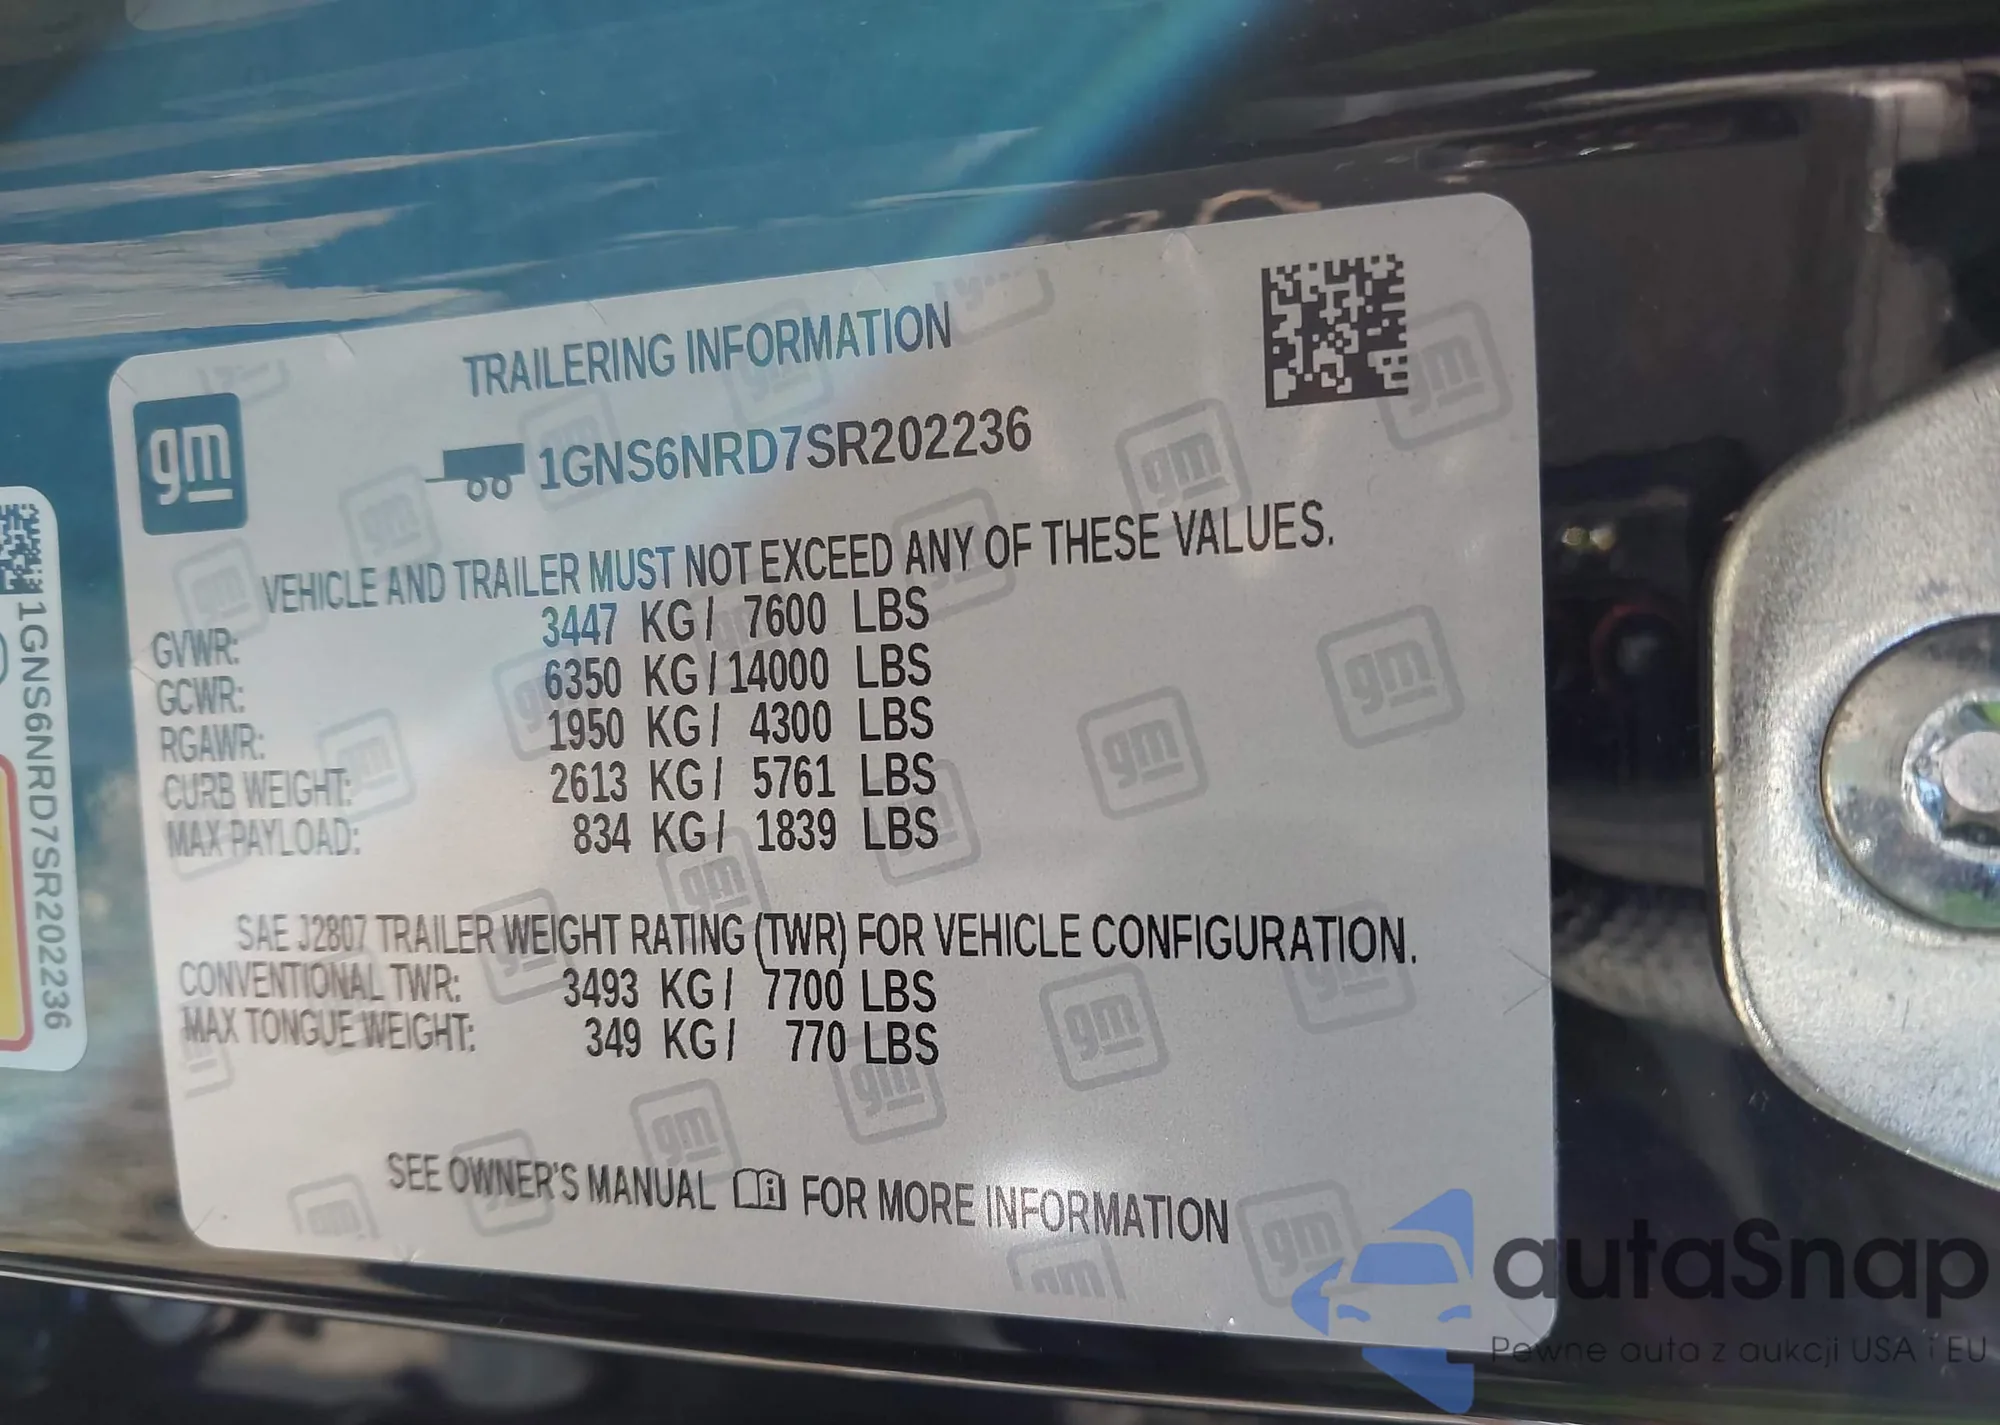 gm
TRAILERING INFORMATION
1GNS6NRD7SR202236
VEHICLE AND TRAILER MUST NOT EXCEED ANY OF THESE VALUES.
GVWR: 3447 KG / 7600 LBS
GCWR: 6350 KG / 14000 LBS
RGAWR: 1950 KG / 4300 LBS
CURB WEIGHT: 2613 KG / 5761 LBS
MAX PAYLOAD: 834 KG / 1839 LBS
SAE J2807 TRAILER WEIGHT RATING (TWR) FOR VEHICLE CONFIGURATION.
CONVENTIONAL TWR: 3493 KG / 7700 LBS
MAX TONGUE WEIGHT: 349 KG / 770 LBS
SEE OWNER'S MANUAL FOR MORE INFORMATION
1GNS6NRD7SR202236
autaSnap
Pewne auta z aukcji USA i EU